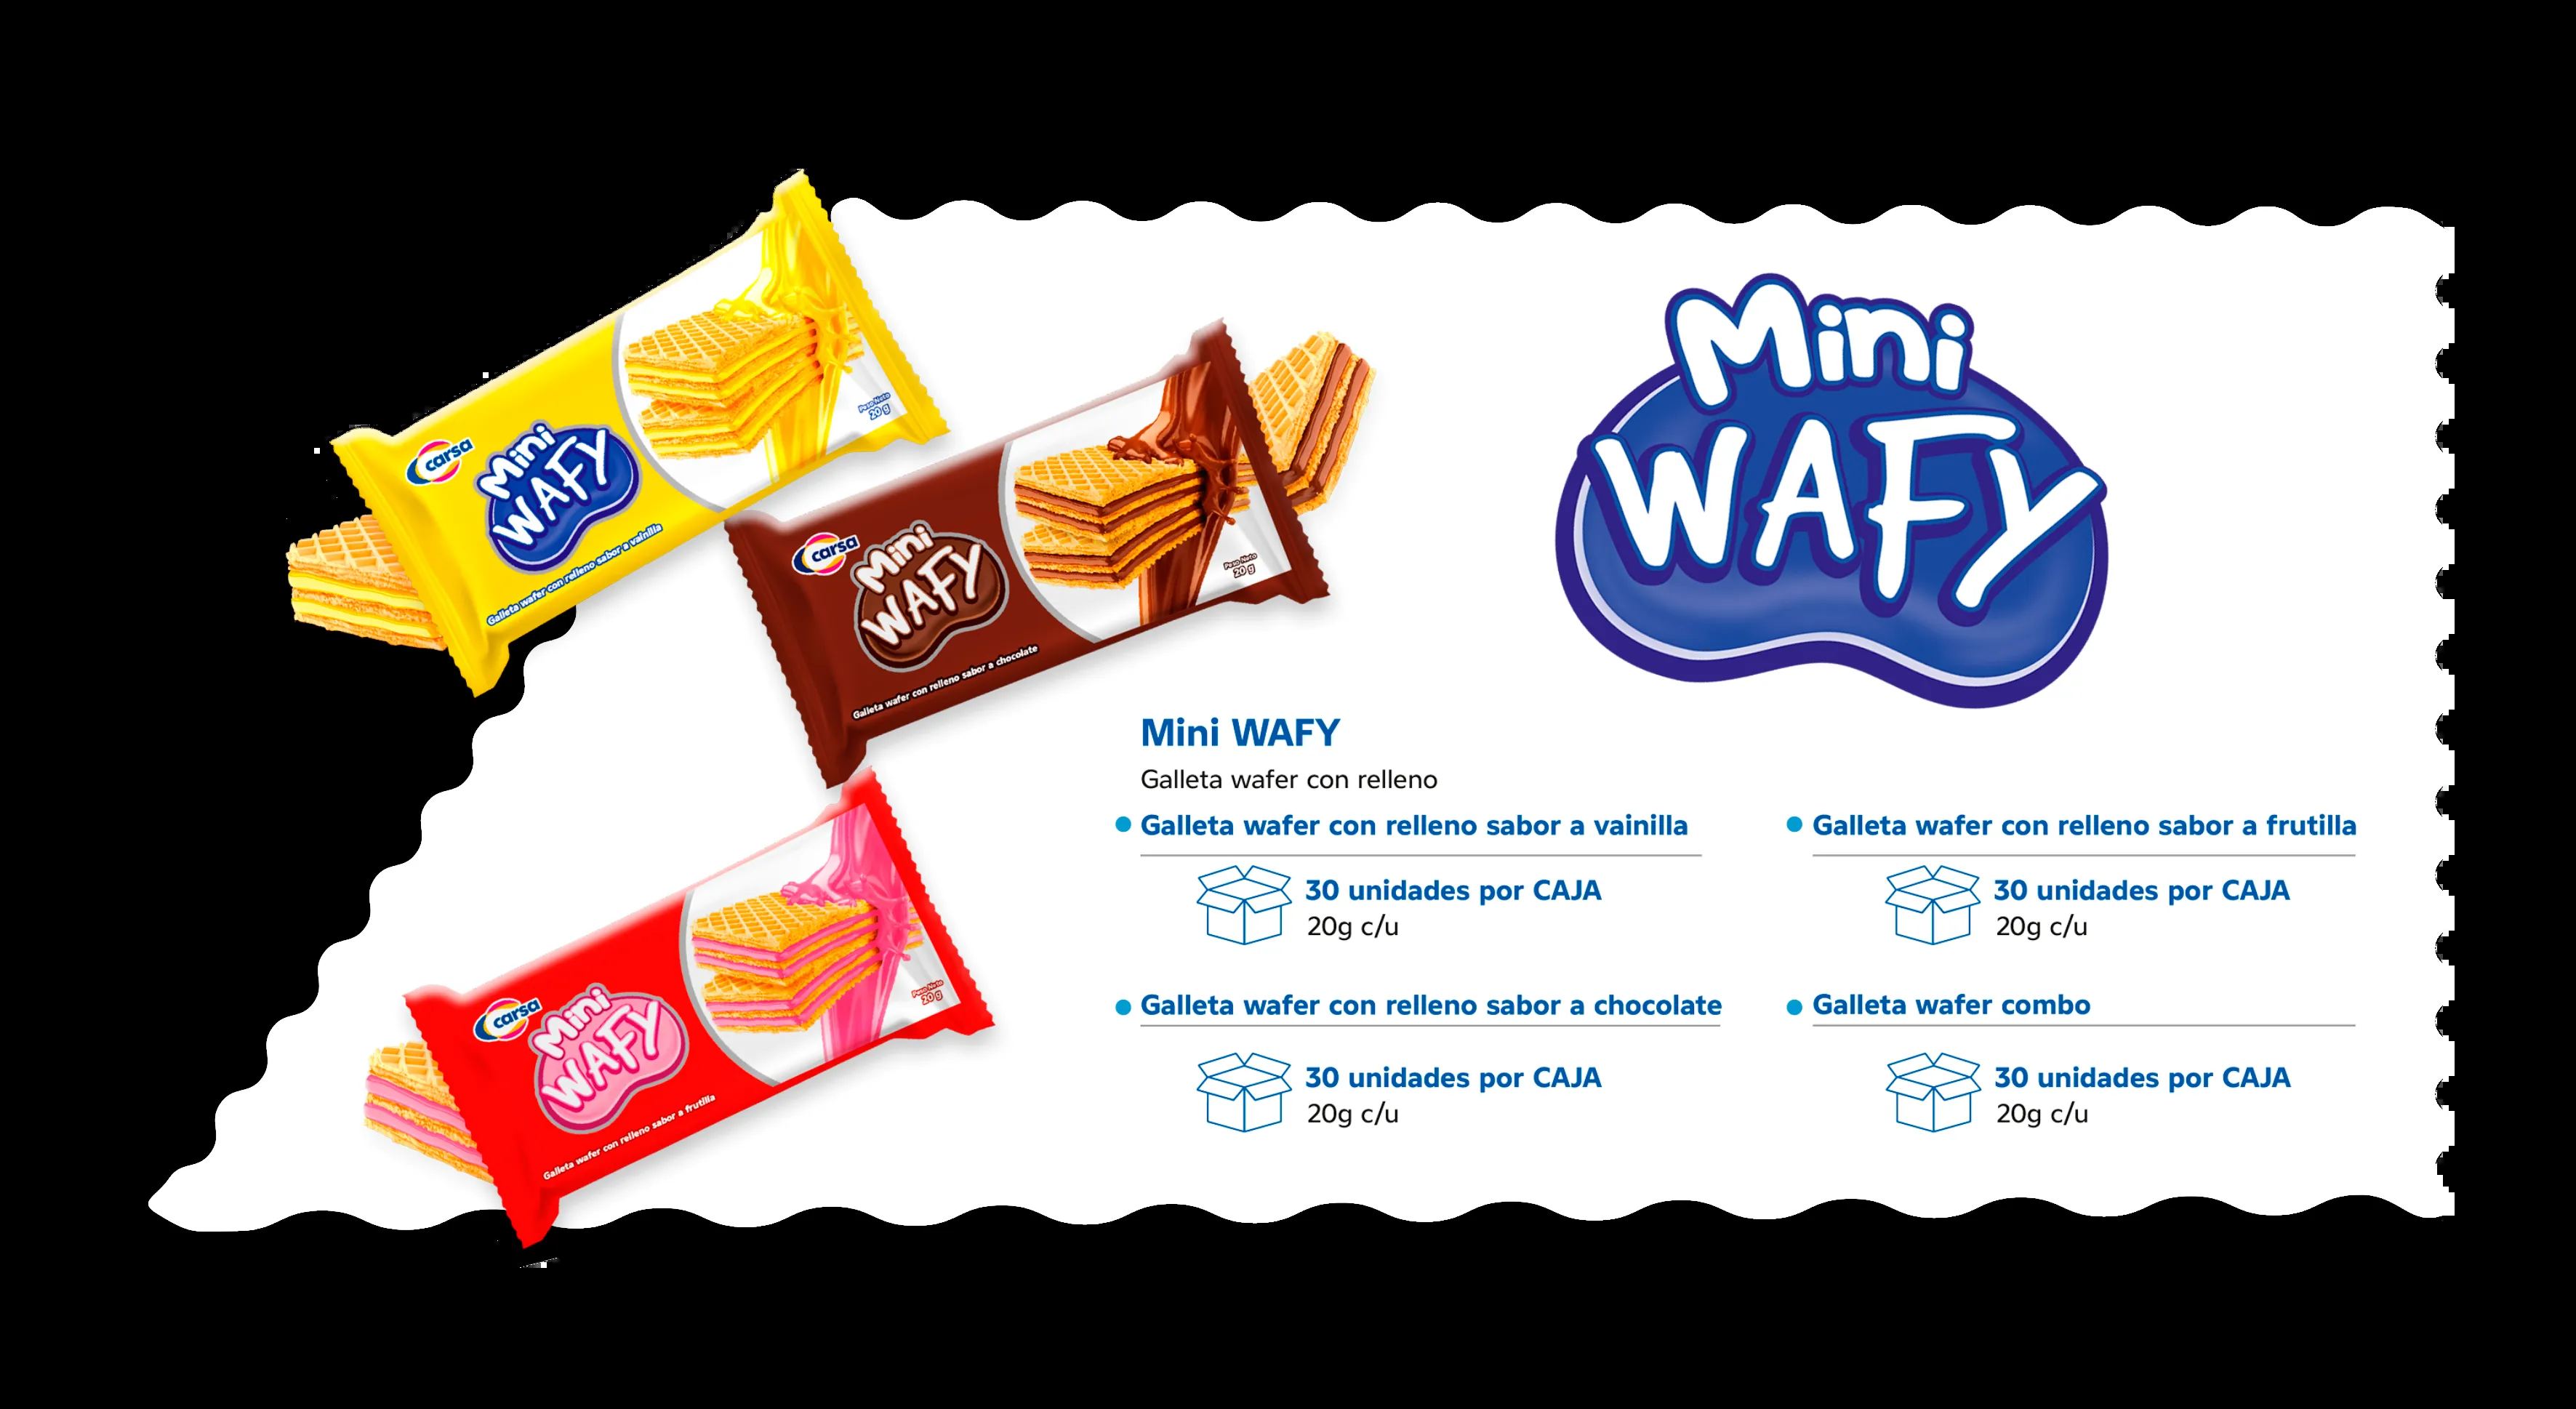 carsa
Mini
WAFY
Galleta wafer con relleno sabor a vainilla
Peso Neto
20 g
carsa
Mini
WAFY
Galleta wafer con relleno sabor a chocolate
Peso Neto
20 g
carsa
Mini
WAFY
Galleta wafer con relleno sabor a frutilla
Peso Neto
20 g
Mini
WAFY
Mini WAFY
Galleta wafer con relleno
Galleta wafer con relleno sabor a vainilla
30 unidades por CAJA
20g c/u
Galleta wafer con relleno sabor a chocolate
30 unidades por CAJA
20g c/u
Galleta wafer con relleno sabor a frutilla
30 unidades por CAJA
20g c/u
Galleta wafer combo
30 unidades por CAJA
20g c/u